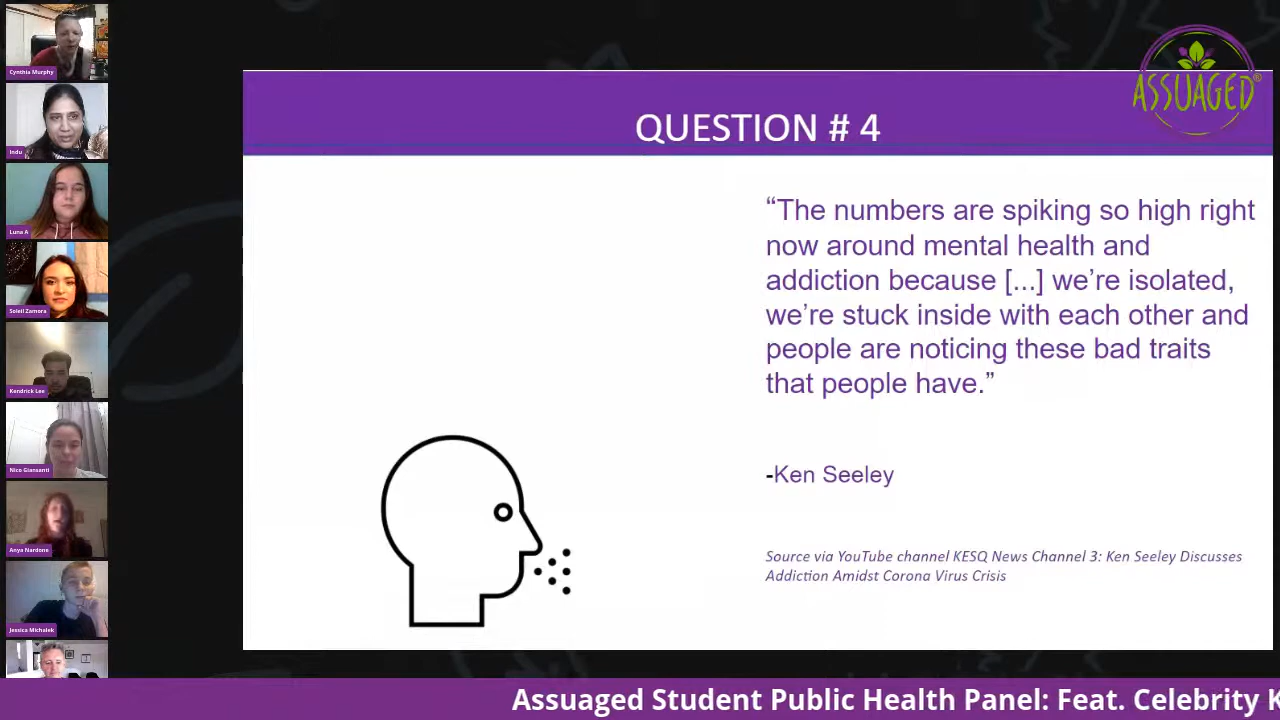 Cynthia Murphy
Indu
Luna A
Soleil Zamora
Kendrick Lee
Nico Giansanti
Anya Nardone
Jessica Michalek
ASSUAGED®
QUESTION # 4
“The numbers are spiking so high right
now around mental health and
addiction because [...] we’re isolated,
we’re stuck inside with each other and
people are noticing these bad traits
that people have.”
-Ken Seeley
Source via YouTube channel KESQ News Channel 3: Ken Seeley Discusses
Addiction Amidst Corona Virus Crisis
Assuaged Student Public Health Panel: Feat. Celebrity K